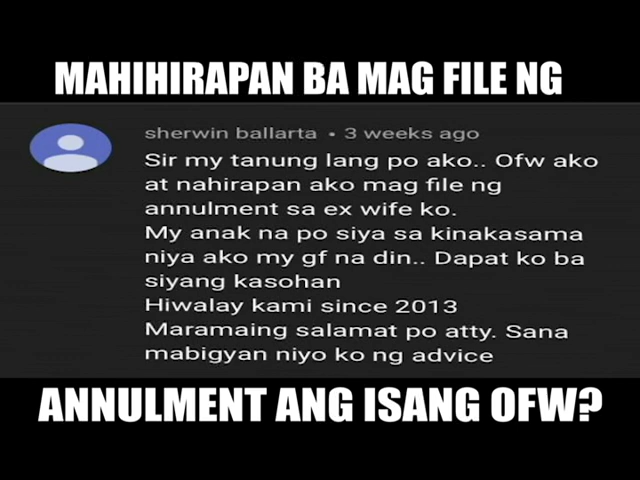 MAHIHIRAPAN BA MAG FILE NG
sherwin ballarta • 3 weeks ago
Sir my tanung lang po ako.. Ofw ako
at nahirapan ako mag file ng
annulment sa ex wife ko.
My anak na po siya sa kinakasama
niya ako my gf na din.. Dapat ko ba
siyang kasohan
Hiwalay kami since 2013
Maramaing salamat po atty. Sana
mabigyan niyo ko ng advice
ANNULMENT ANG ISANG OFW?